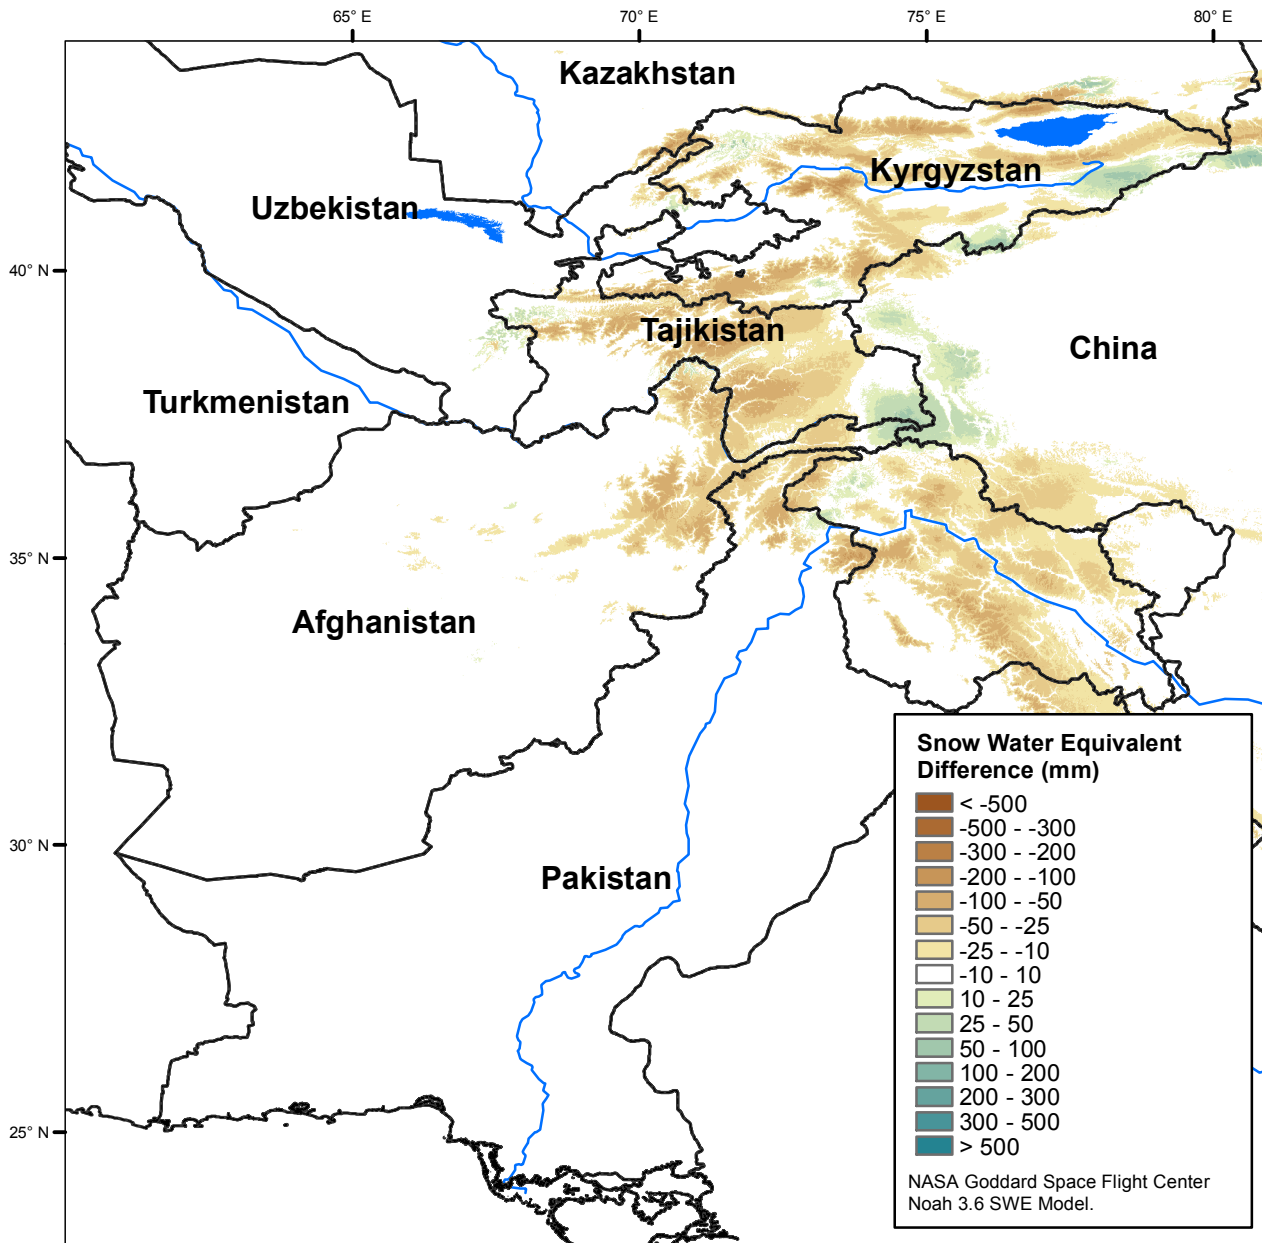 65° E
70° E
75° E
80° E
Kazakhstan
Kyrgyzstan
Uzbekistan
40° N
Tajikistan
China
Turkmenistan
35° N
Afghanistan
Snow Water Equivalent
Difference (mm)
< -500
-500 - -300
-300 - -200
-200 - -100
-100 - -50
-50 - -25
-25 - -10
-10 - 10
10 - 25
25 - 50
50 - 100
100 - 200
200 - 300
300 - 500
> 500
NASA Goddard Space Flight Center
Noah 3.6 SWE Model.
30° N
Pakistan
25° N